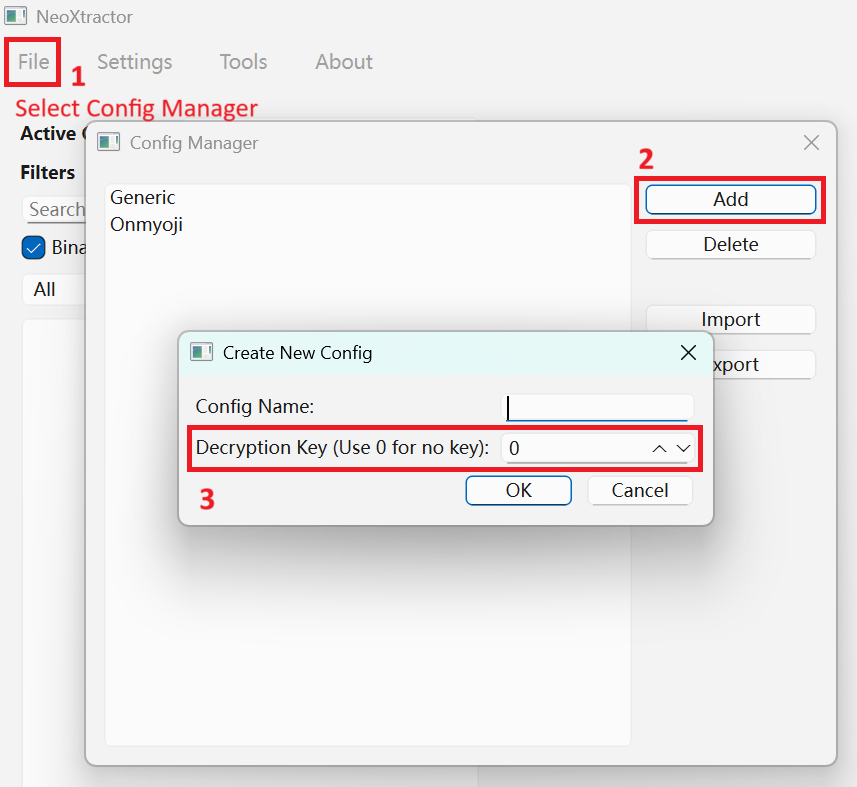 NeoXtractor
File Settings Tools About
1
Select Config Manager
Active
Config Manager
Filters
2
Search
Generic
Add
Onmyoji
Bina
Delete
All
Import
xport
Create New Config
Config Name:
Decryption Key (Use 0 for no key): 0
3
OK Cancel